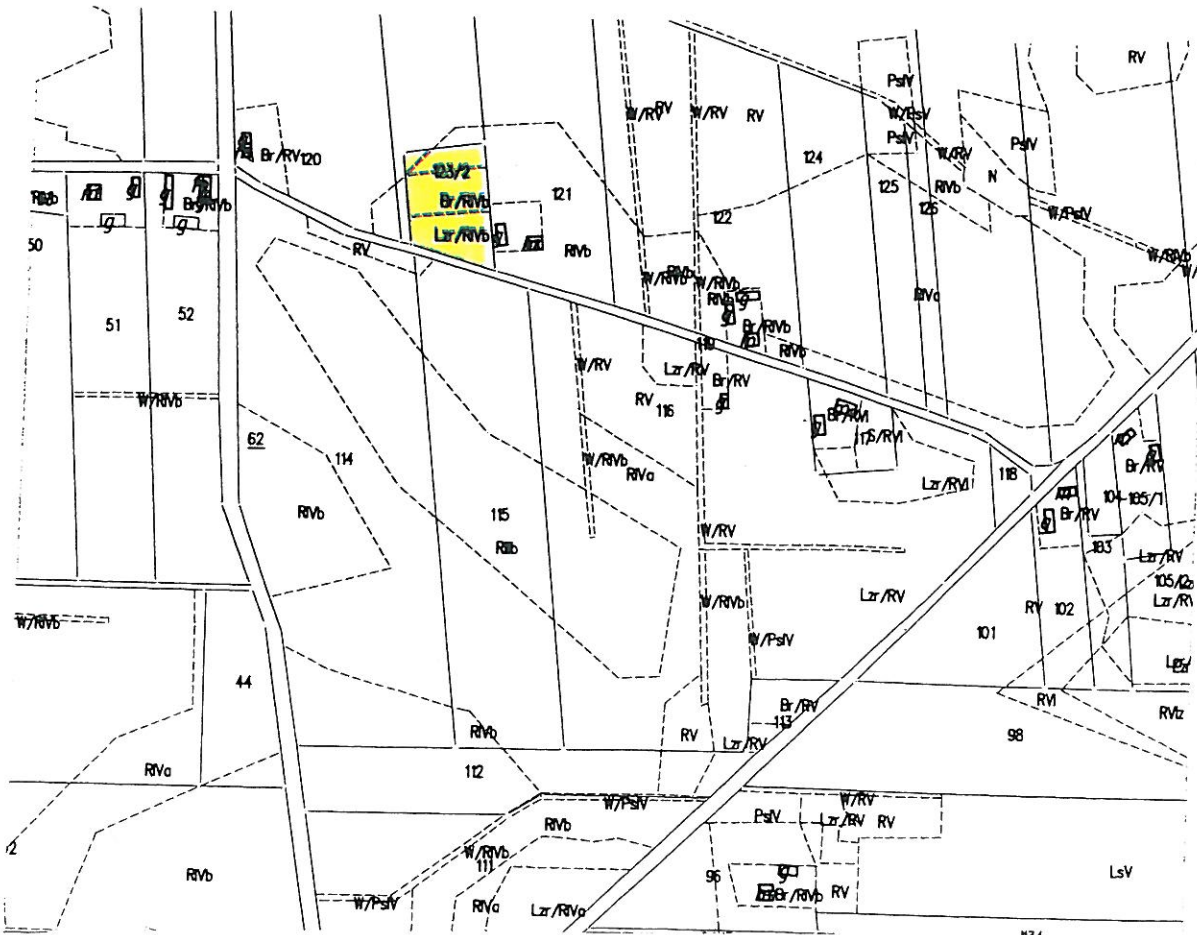 RV
PsIV
W/RV
RV
W/RV
RV
W/PsV
PsIV
PsIV
Br/RV
120
124
W/RV
N
123/2
121
125
RIVb
126
Br/RIVb
122
W/PsIV
g
g
g
Br/RIVb
g
g
Lzr/RIVb
g
RIVb
50
RV
W/RIVb
RIVb
W/RIVb
W/RIVb
RIVb
g
RIVa
g
51
52
Br/RIVb
119
RIVb
W/RV
Lzr/RV
Br/RV
W/RIVb
RV
116
g
Br/RVI
g
62
117
S/RVI
114
W/RIVb
RIVa
Lzr/RVI
118
Br/RV
RIVb
115
104
105/1
Br/RV
g
W/RV
103
Lzr/RV
105/2
W/RIVb
Lzr/RV
RV
102
Lzr/RV
W/RIVb
W/PsIV
101
44
Br/RV
RVI
RVIz
113
RIVb
RV
Lzr/RV
98
RIVa
112
W/PsIV
W/RV
PsIV
Lzr/RV
RV
RIVb
W/RIVb
111
RIVb
96
g
LsV
Br/RIVb
RV
W/PsIV
RIVa
Lzr/RIVa